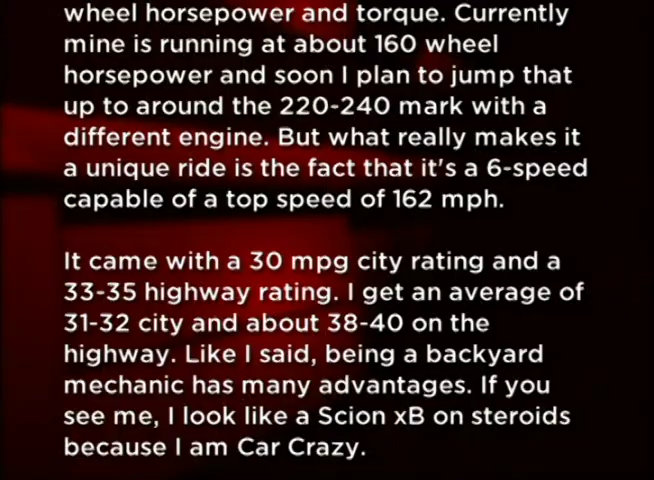 wheel horsepower and torque. Currently
mine is running at about 160 wheel
horsepower and soon I plan to jump that
up to around the 220-240 mark with a
different engine. But what really makes it
a unique ride is the fact that it's a 6-speed
capable of a top speed of 162 mph.
It came with a 30 mpg city rating and a
33-35 highway rating. I get an average of
31-32 city and about 38-40 on the
highway. Like I said, being a backyard
mechanic has many advantages. If you
see me, I look like a Scion xB on steroids
because I am Car Crazy.